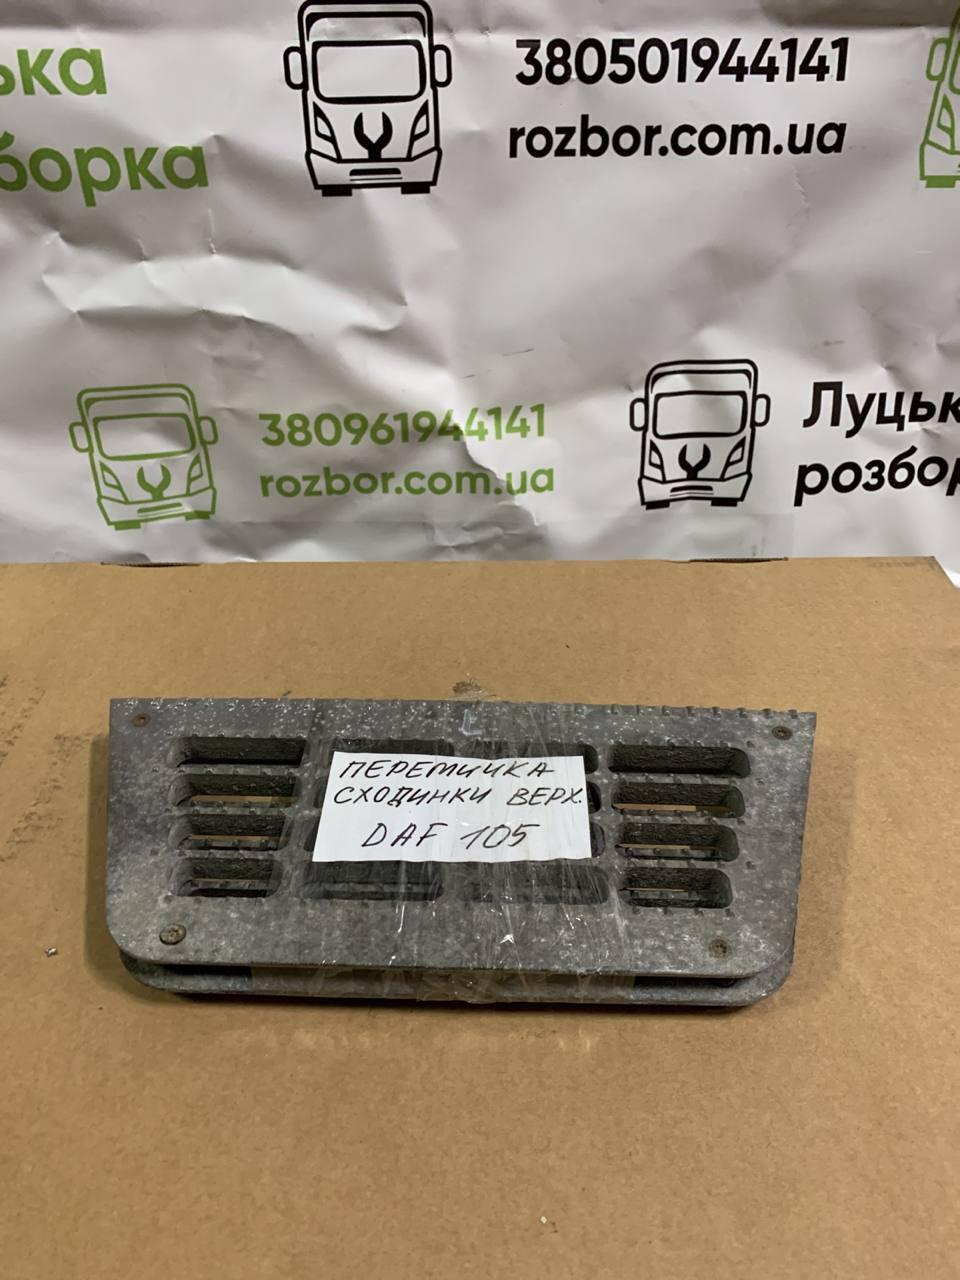 ька
борка
380501944141
rozbor.com.ua
380961944141
rozbor.com.ua
Луцьк
розбор
ПЕРЕМИЧКА
СХОДИНКИ ВЕРХ.
DAF 105